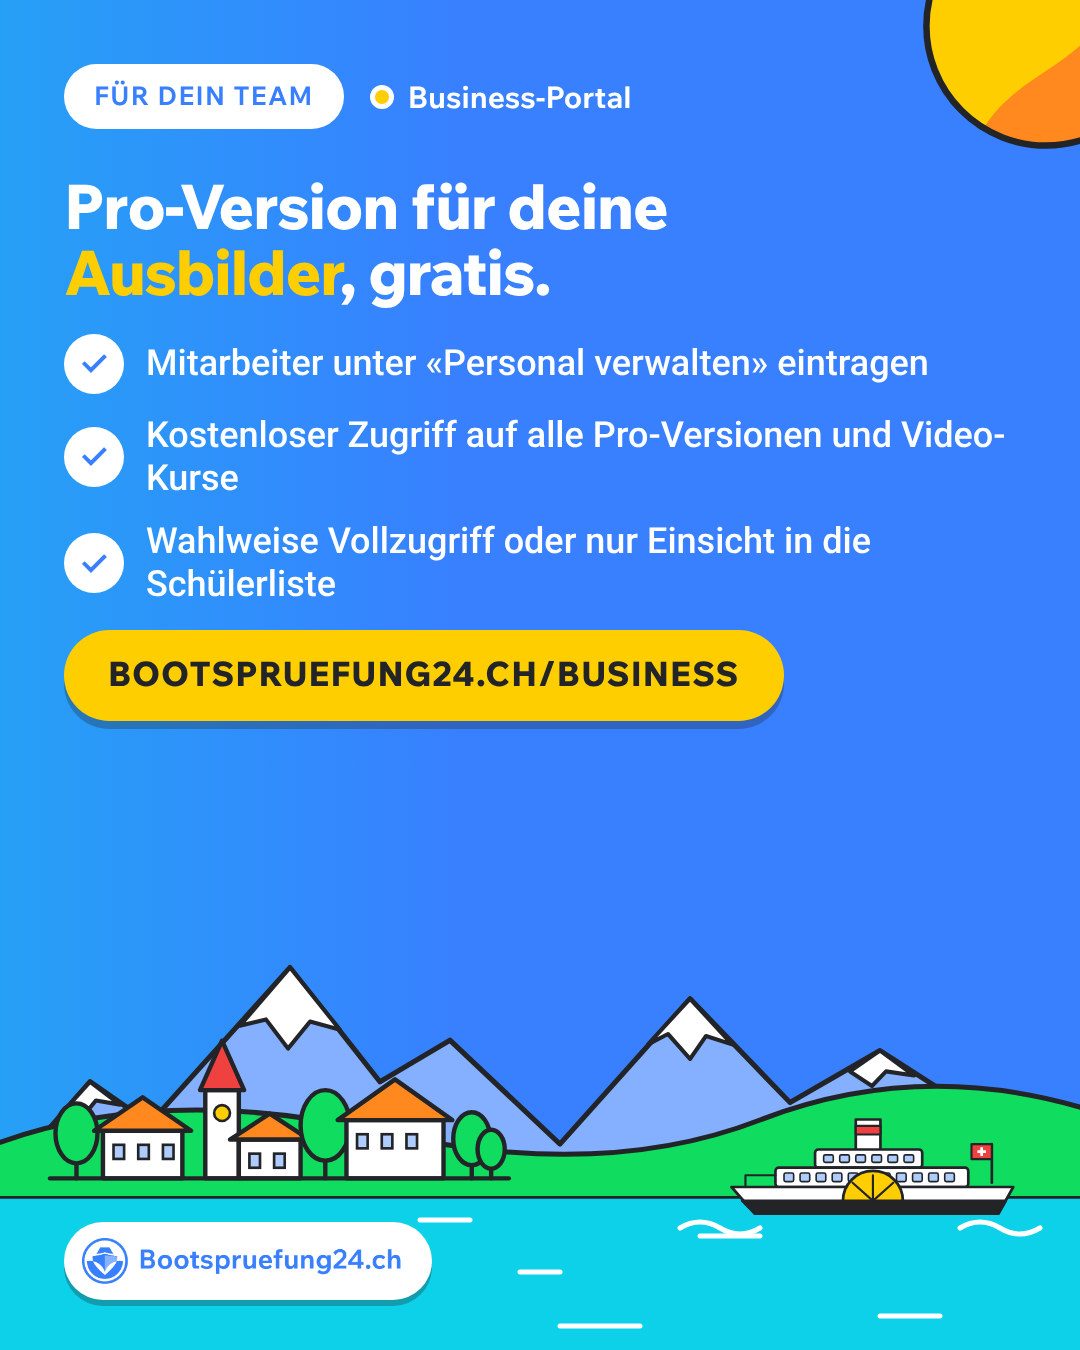 FÜR DEIN TEAM
Business-Portal
Pro-Version für deine
Ausbilder, gratis.
Mitarbeiter unter «Personal verwalten» eintragen
Kostenloser Zugriff auf alle Pro-Versionen und Video-
Kurse
Wahlweise Vollzugriff oder nur Einsicht in die
Schülerliste
BOOTSPRUEFUNG24.CH/BUSINESS
Bootspruefung24.ch